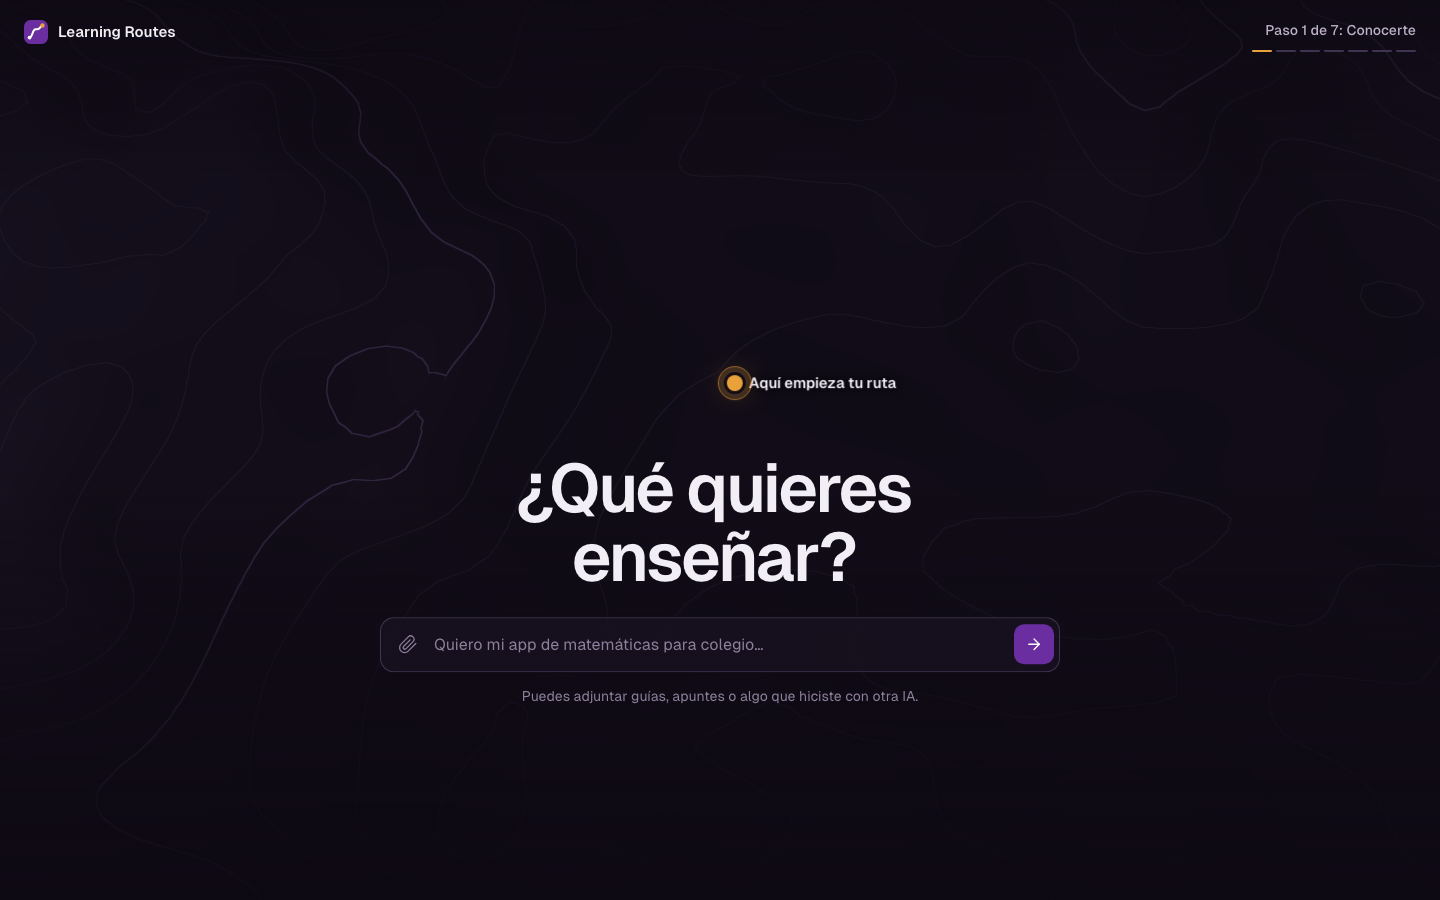 Learning Routes
Paso 1 de 7: Conocerte
Aquí empieza tu ruta
¿Qué quieres
enseñar?
Quiero mi app de matemáticas para colegio...
Puedes adjuntar guías, apuntes o algo que hiciste con otra IA.